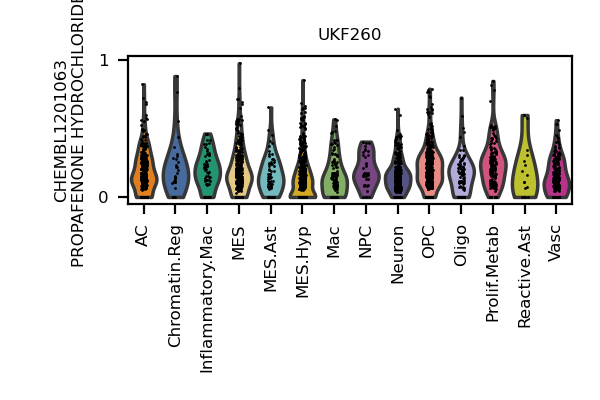 UKF260
CHEMBL1201063
PROPAFENONE HYDROCHLORIDE
1
0
AC
Chromatin.Reg
Inflammatory.Mac
MES
MES.Ast
MES.Hyp
Mac
NPC
Neuron
OPC
Oligo
Prolif.Metab
Reactive.Ast
Vasc